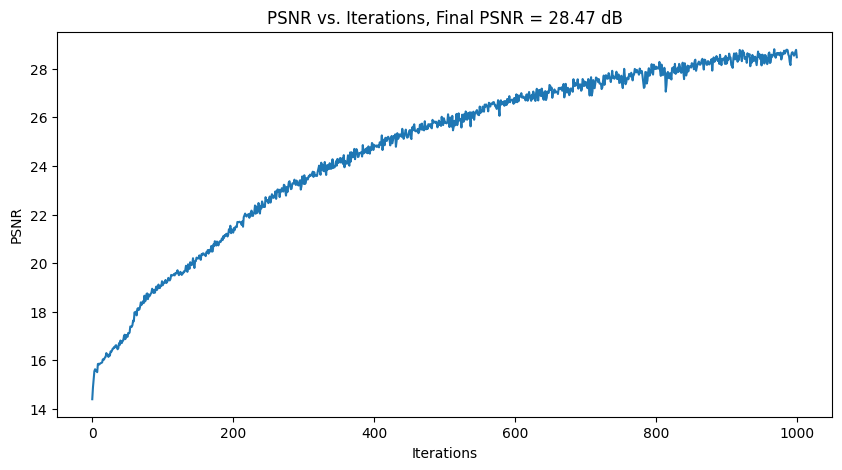 PSNR vs. Iterations, Final PSNR = 28.47 dB
PSNR
28
26
24
22
20
18
16
14
0 200 400 600 800 1000
Iterations